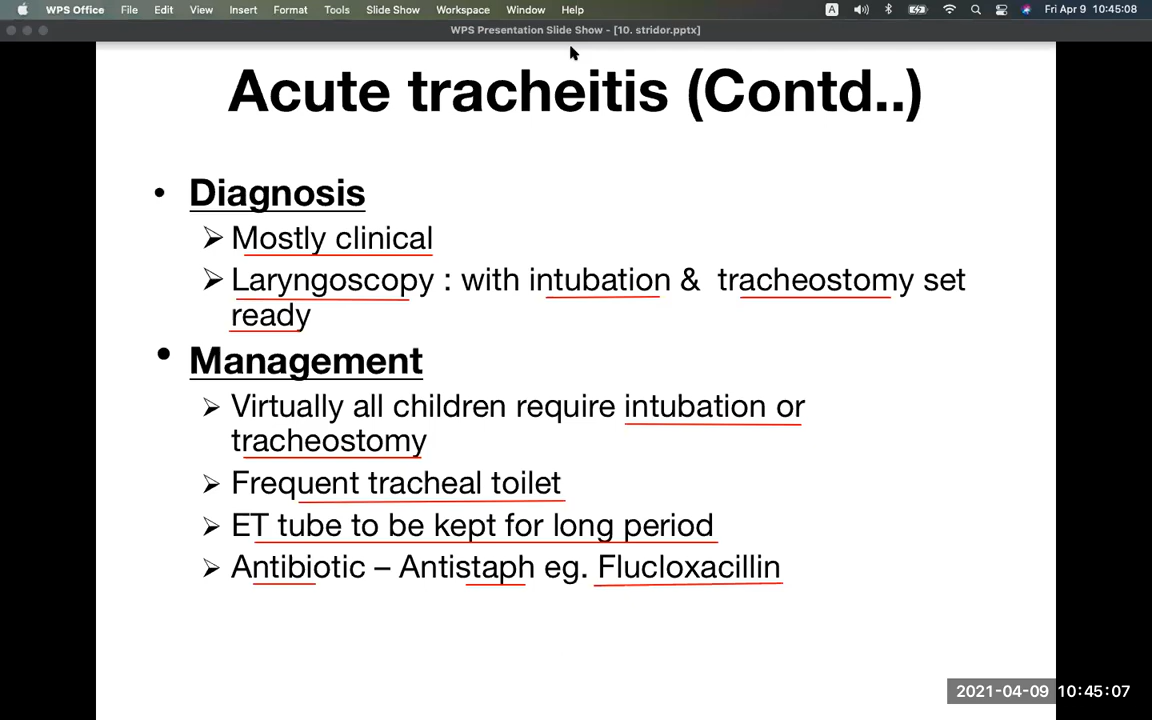 WPS Office File Edit View Insert Format Tools Slide Show Workspace Window Help A Fri Apr 9 10:45:08
WPS Presentation Slide Show - [10. stridor.pptx]
Acute tracheitis (Contd..)
• Diagnosis
➢ Mostly clinical
➢ Laryngoscopy : with intubation & tracheostomy set
ready
• Management
➢ Virtually all children require intubation or
tracheostomy
➢ Frequent tracheal toilet
➢ ET tube to be kept for long period
➢ Antibiotic – Antistaph eg. Flucloxacillin
2021-04-09 10:45:07